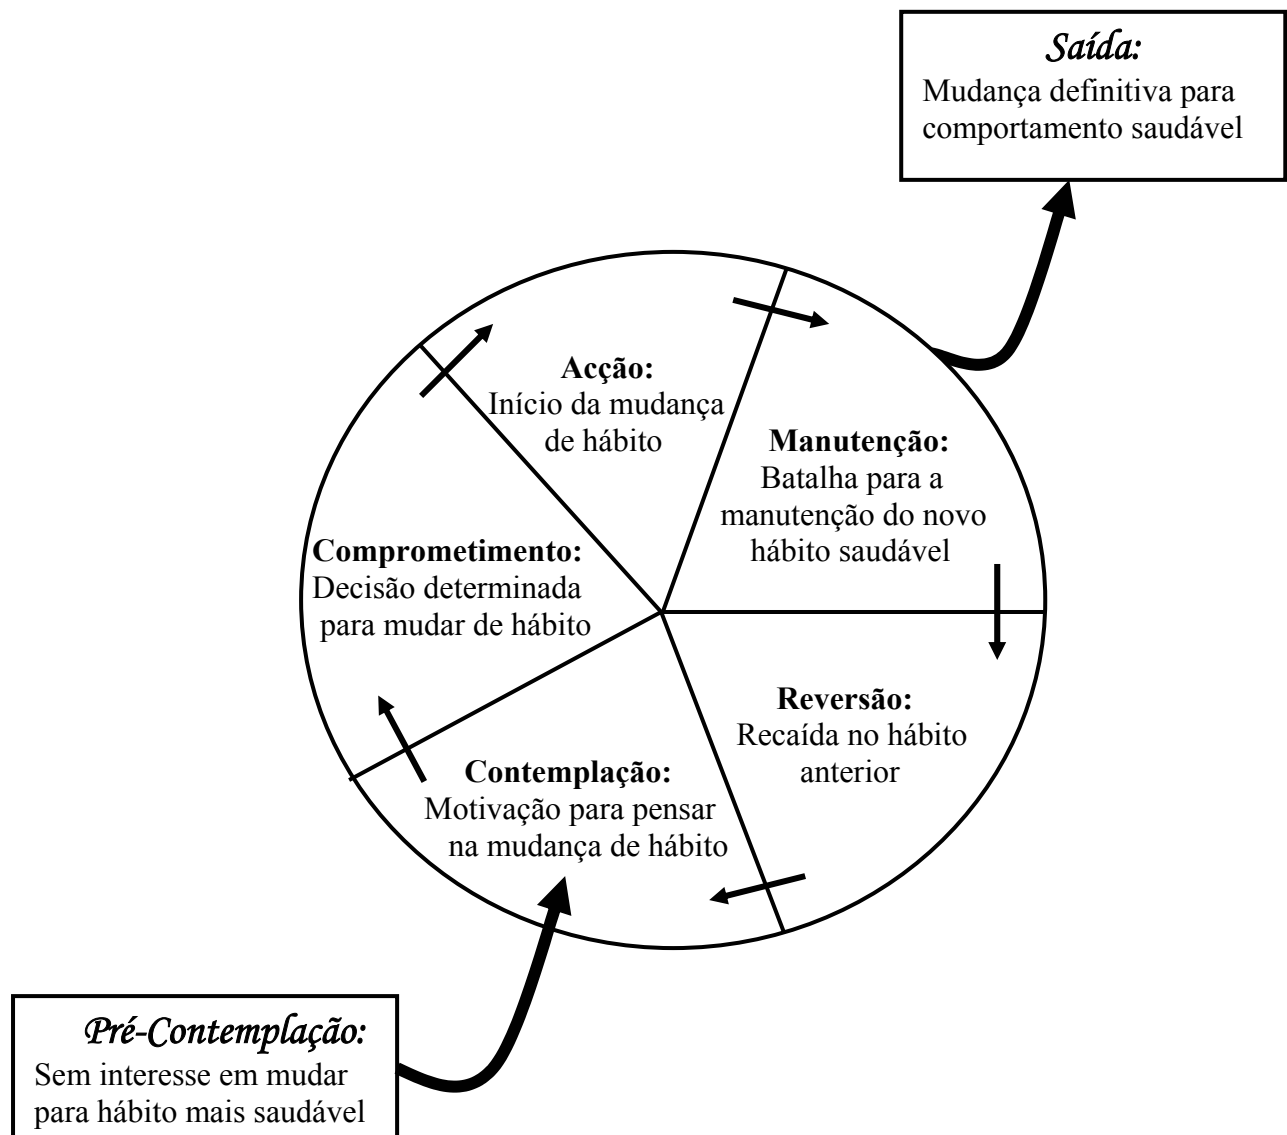 Saída:
Mudança definitiva para
comportamento saudável
Acção:
Início da mudança
de hábito
Manutenção:
Batalha para a
manutenção do novo
hábito saudável
Comprometimento:
Decisão determinada
para mudar de hábito
Reversão:
Recaída no hábito
anterior
Contemplação:
Motivação para pensar
na mudança de hábito
Pré-Contemplação:
Sem interesse em mudar
para hábito mais saudável